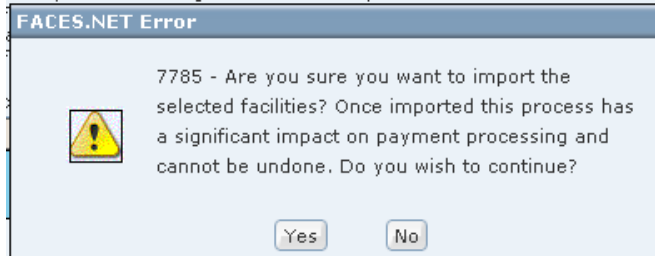 FACES.NET Error
7785 - Are you sure you want to import the
selected facilities? Once imported this process has
a significant impact on payment processing and
cannot be undone. Do you wish to continue?
Yes No